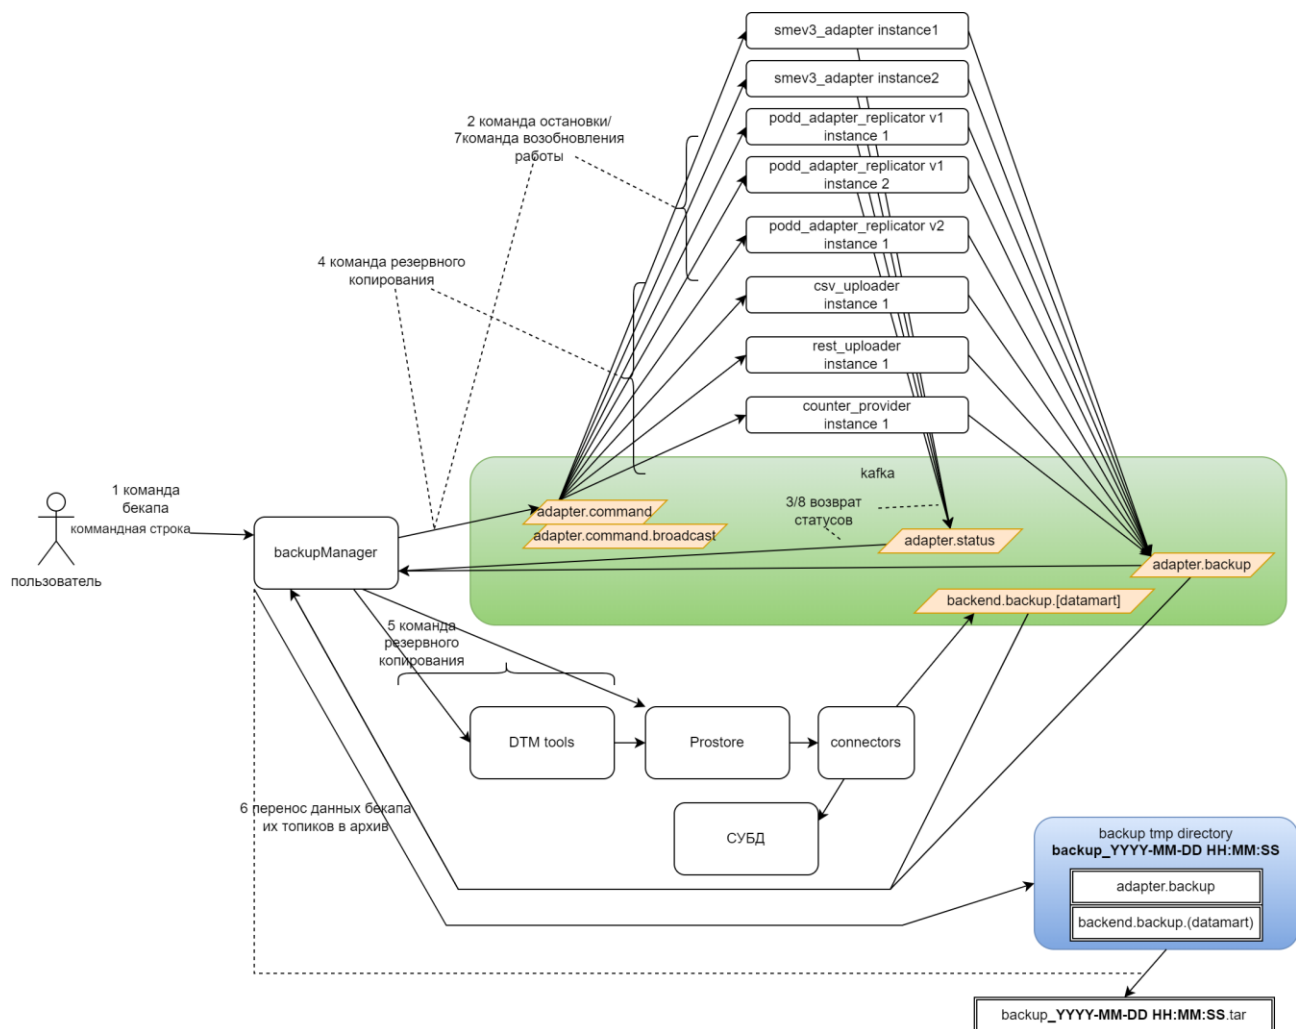 smev3_adapter instance1
smev3_adapter instance2
podd_adapter_replicator v1
instance 1
podd_adapter_replicator v1
instance 2
podd_adapter_replicator v2
instance 1
csv_uploader
instance 1
rest_uploader
instance 1
counter_provider
instance 1
2 команда остановки/
7команда возобновления
работы
4 команда резервного
копирования
kafka
1 команда
бекапа
коммандная строка
пользователь
backupManager
adapter.command
adapter.command.broadcast
3/8 возврат
статусов
adapter.status
adapter.backup
backend.backup.[datamart]
5 команда
резервного
копирования
DTM tools
Prostore
connectors
СУБД
6 перенос данных бекапа
их топиков в архив
backup tmp directory
backup_YYYY-MM-DD HH:MM:SS
adapter.backup
backend.backup.(datamart)
backup_YYYY-MM-DD HH:MM:SS.tar